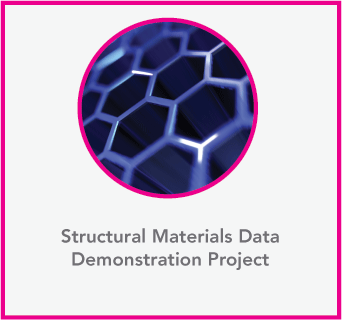 Structural Materials Data
Demonstration Project